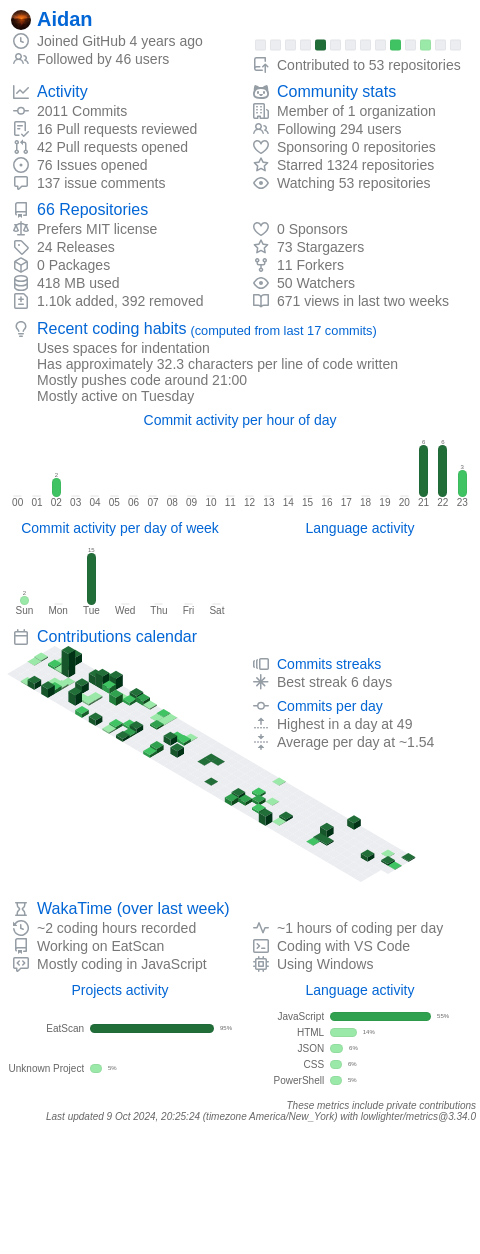 Aidan
Joined GitHub 4 years ago
Followed by 46 users
Contributed to 53 repositories
Activity
2011 Commits
16 Pull requests reviewed
42 Pull requests opened
76 Issues opened
137 issue comments
Community stats
Member of 1 organization
Following 294 users
Sponsoring 0 repositories
Starred 1324 repositories
Watching 53 repositories
66 Repositories
Prefers MIT license
24 Releases
0 Packages
418 MB used
1.10k added, 392 removed
0 Sponsors
73 Stargazers
11 Forkers
50 Watchers
671 views in last two weeks
Recent coding habits (computed from last 17 commits)
Uses spaces for indentation
Has approximately 32.3 characters per line of code written
Mostly pushes code around 21:00
Mostly active on Tuesday
Commit activity per hour of day
2 6 6 3
00 01 02 03 04 05 06 07 08 09 10 11 12 13 14 15 16 17 18 19 20 21 22 23
Commit activity per day of week
2 15
Sun Mon Tue Wed Thu Fri Sat
Language activity
Contributions calendar
Commits streaks
Best streak 6 days
Commits per day
Highest in a day at 49
Average per day at ~1.54
WakaTime (over last week)
~2 coding hours recorded
Working on EatScan
Mostly coding in JavaScript
~1 hours of coding per day
Coding with VS Code
Using Windows
Projects activity
EatScan 95%
Unknown Project 5%
Language activity
JavaScript 55%
HTML 14%
JSON 6%
CSS 6%
PowerShell 5%
These metrics include private contributions
Last updated 9 Oct 2024, 20:25:24 (timezone America/New_York) with lowlighter/metrics@3.34.0